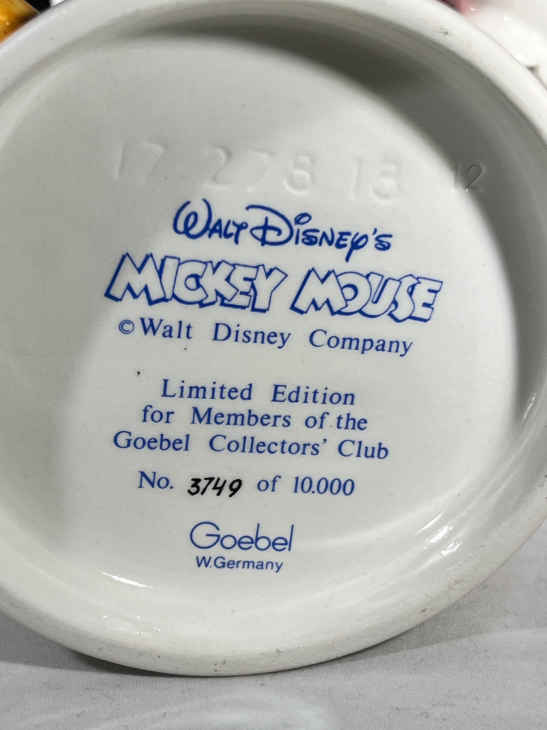 17 278 18 12
Walt Disney's
MICKEY MOUSE
©Walt Disney Company
Limited Edition
for Members of the
Goebel Collectors' Club
No. 3749 of 10.000
Goebel
W.Germany